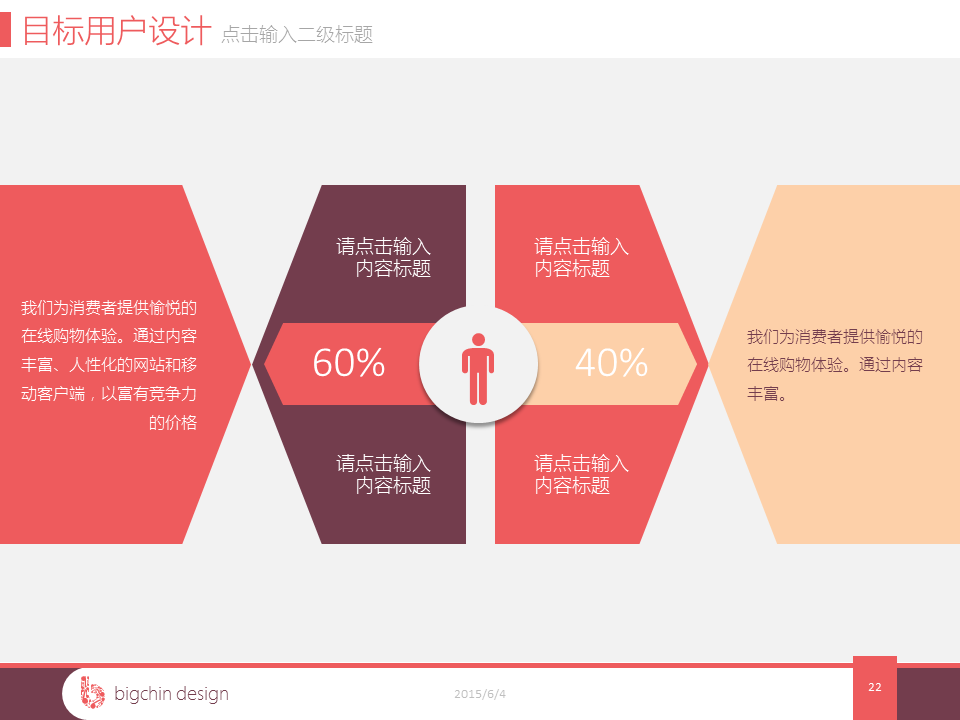 目标用户设计 点击输入二级标题
我们为消费者提供愉悦的
在线购物体验。通过内容
丰富、人性化的网站和移
动客户端，以富有竞争力
的价格
请点击输入
内容标题
60%
请点击输入
内容标题
请点击输入
内容标题
40%
请点击输入
内容标题
我们为消费者提供愉悦的
在线购物体验。通过内容
丰富。
bigchin design
2015/6/4
22